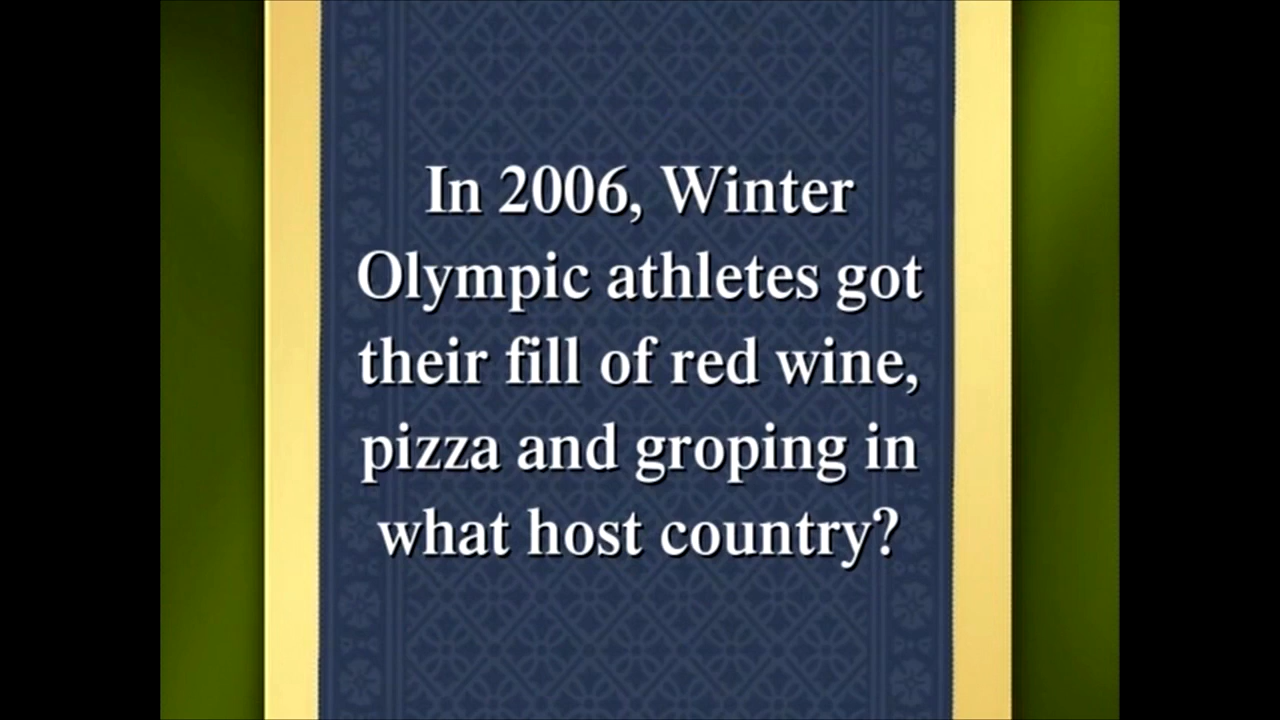 In 2006, Winter
Olympic athletes got
their fill of red wine,
pizza and groping in
what host country?